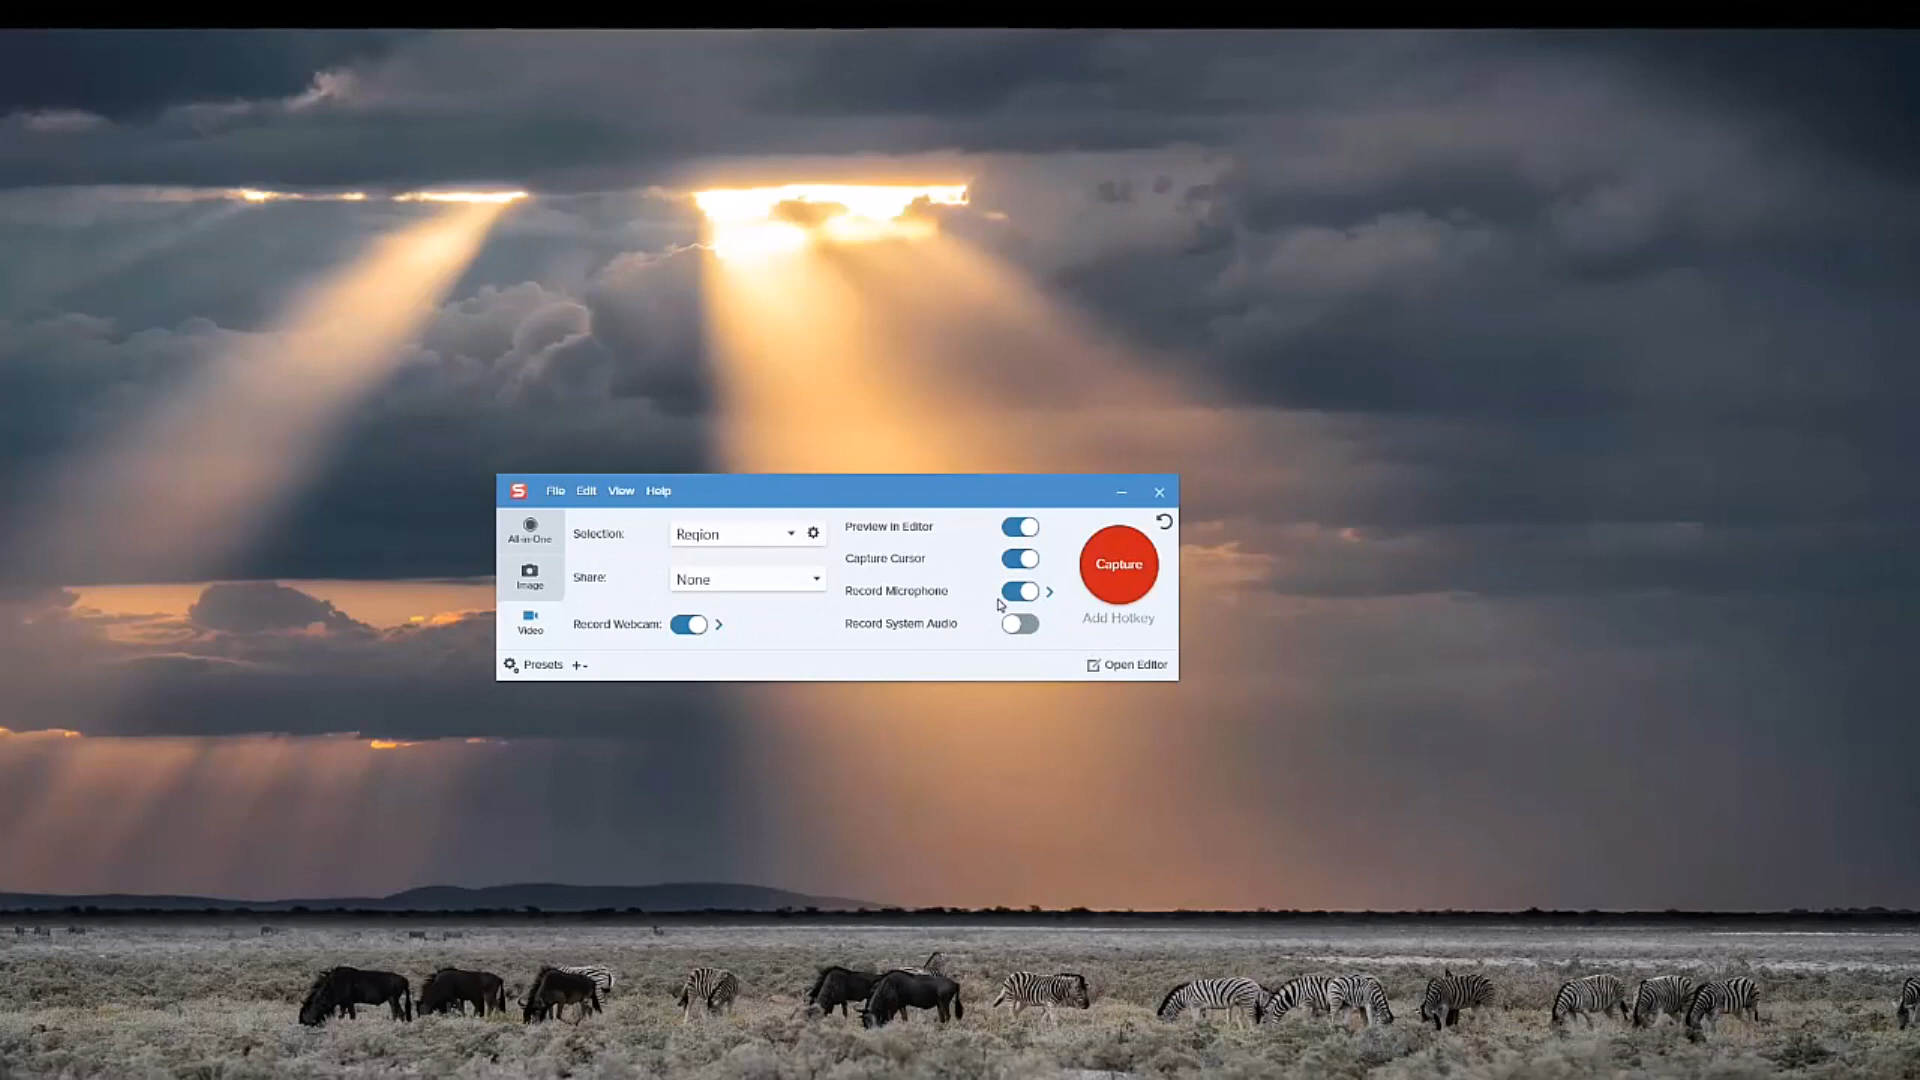 S File Edit View Help
All-in-One
Image
Video
Selection: Region
Share: None
Record Webcam:
Preview in Editor
Capture Cursor
Record Microphone
Record System Audio
Capture
Add Hotkey
Presets + -
Open Editor